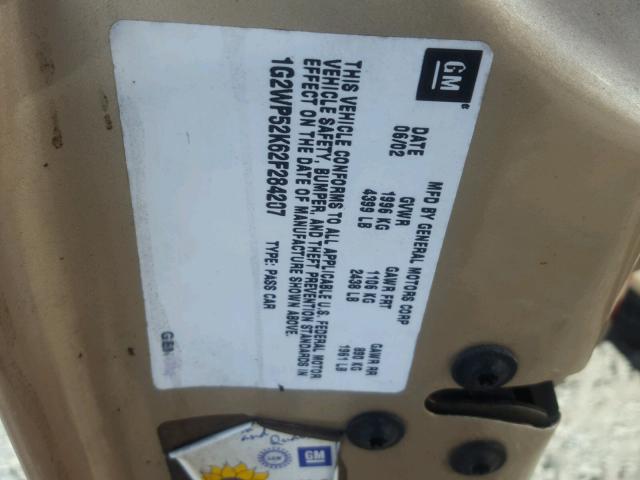 GM
MFD BY GENERAL MOTORS CORP
DATE GVWR GAWR FRT GAWR RR
06/02 1996 KG 1106 KG 890 KG
4399 LB 2438 LB 1961 LB
THIS VEHICLE CONFORMS TO ALL APPLICABLE U.S. FEDERAL MOTOR
VEHICLE SAFETY, BUMPER, AND THEFT PREVENTION STANDARDS IN
EFFECT ON THE DATE OF MANUFACTURE SHOWN ABOVE.
1G2WP52K62F284207 TYPE: PASS CAR
GEN
and
GM